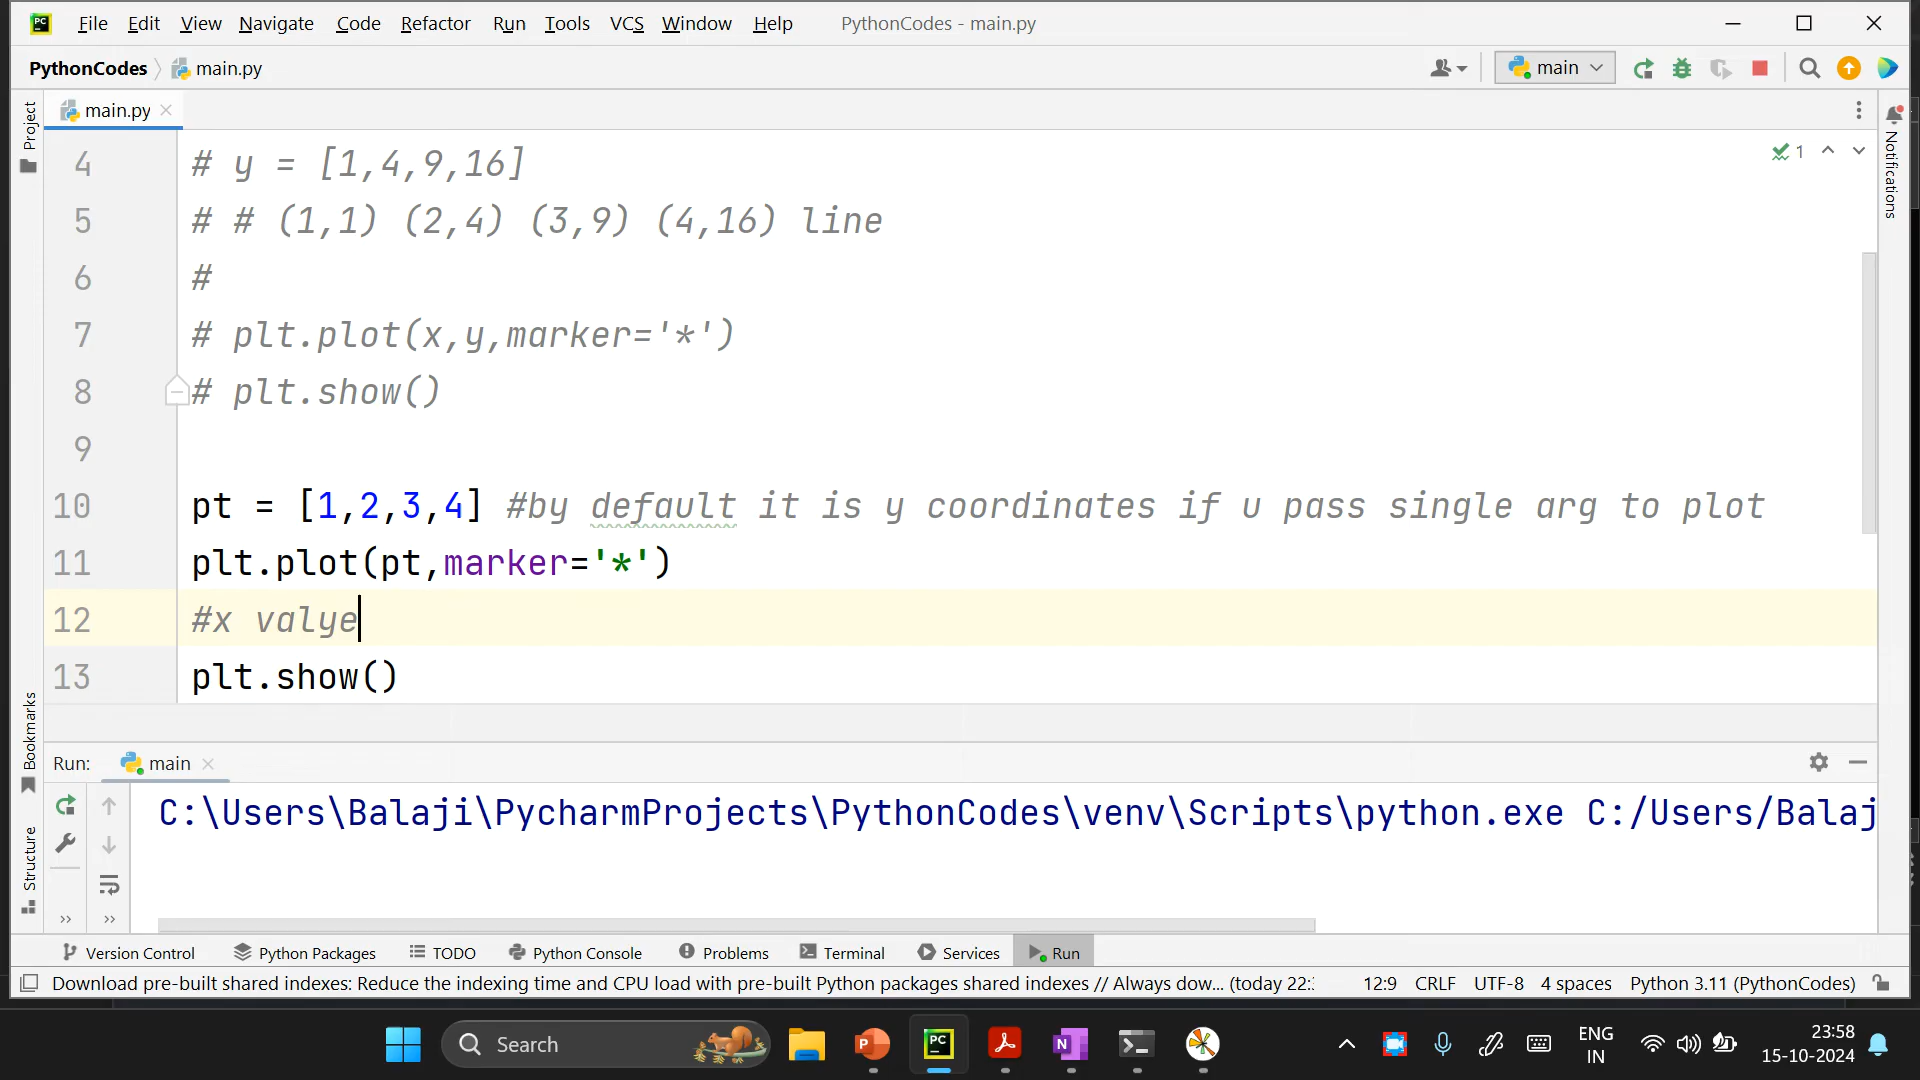 File Edit View Navigate Code Refactor Run Tools VCS Window Help PythonCodes - main.py
PythonCodes main.py main
Project
main.py
Notifications
1
4 # y = [1,4,9,16]
5 # # (1,1) (2,4) (3,9) (4,16) line
6 #
7 # plt.plot(x,y,marker='*')
8 # plt.show()
9
10 pt = [1,2,3,4] #by default it is y coordinates if u pass single arg to plot
11 plt.plot(pt,marker='*')
12 #x valye
13 plt.show()
Bookmarks
Structure
Run: main
C:\Users\Balaji\PycharmProjects\PythonCodes\venv\Scripts\python.exe C:/Users/Balaj
Version Control Python Packages TODO Python Console Problems Terminal Services Run
Download pre-built shared indexes: Reduce the indexing time and CPU load with pre-built Python packages shared indexes // Always dow... (today 22: 12:9 CRLF UTF-8 4 spaces Python 3.11 (PythonCodes)
Search
ENG
IN
23:58
15-10-2024